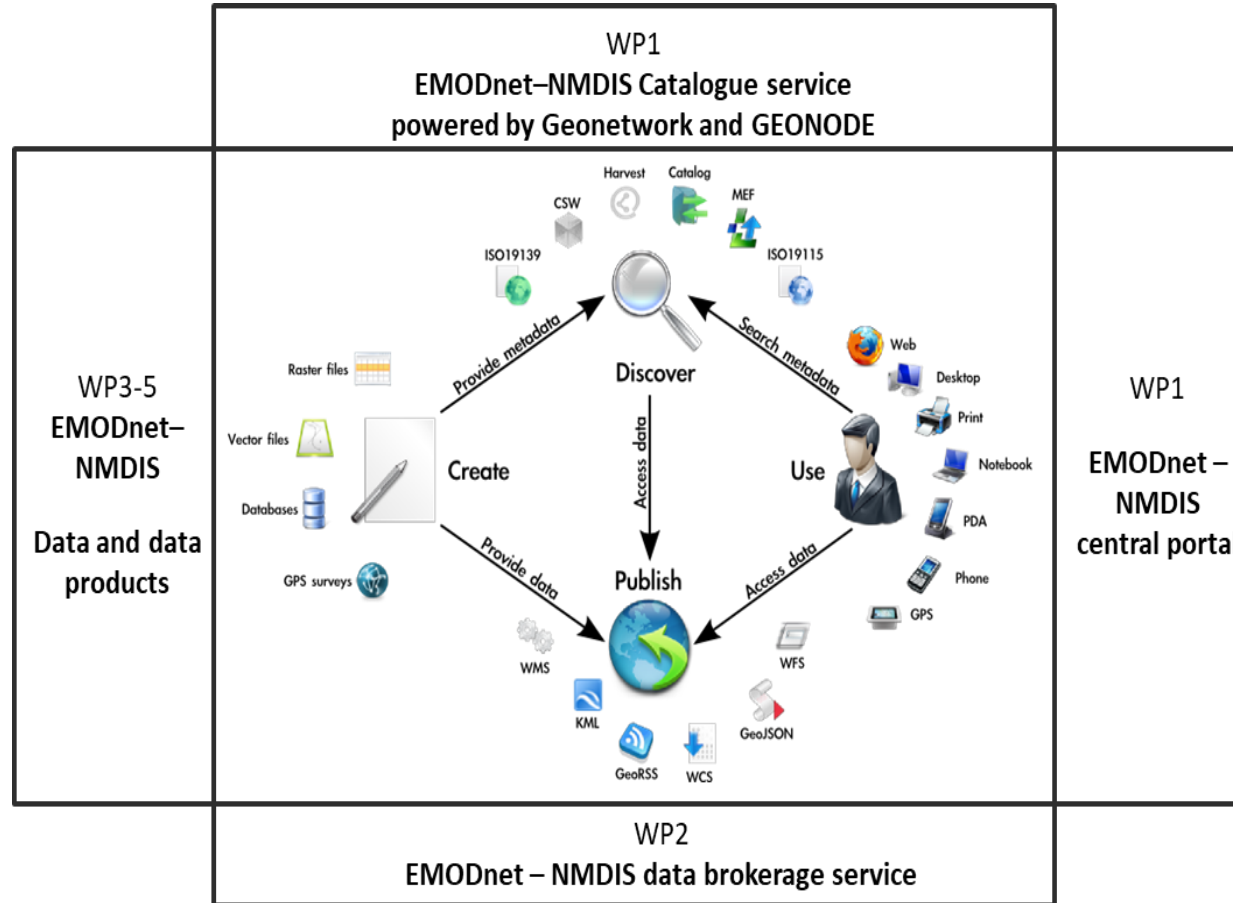 WP1
EMODnet–NMDIS Catalogue service
powered by Geonetwork and GEONODE
WP3-5
EMODnet–
NMDIS
Data and data
products
Harvest
Catalog
CSW
MEF
ISO19139
ISO19115
Provide metadata
Search metadata
Discover
Web
Desktop
Print
Notebook
PDA
Phone
GPS
Raster files
Vector files
Databases
GPS surveys
Create
Use
Access data
Provide data
Access data
Publish
WMS
KML
GeoRSS
WCS
GeoJSON
WFS
WP1
EMODnet –
NMDIS
central porta
WP2
EMODnet – NMDIS data brokerage service